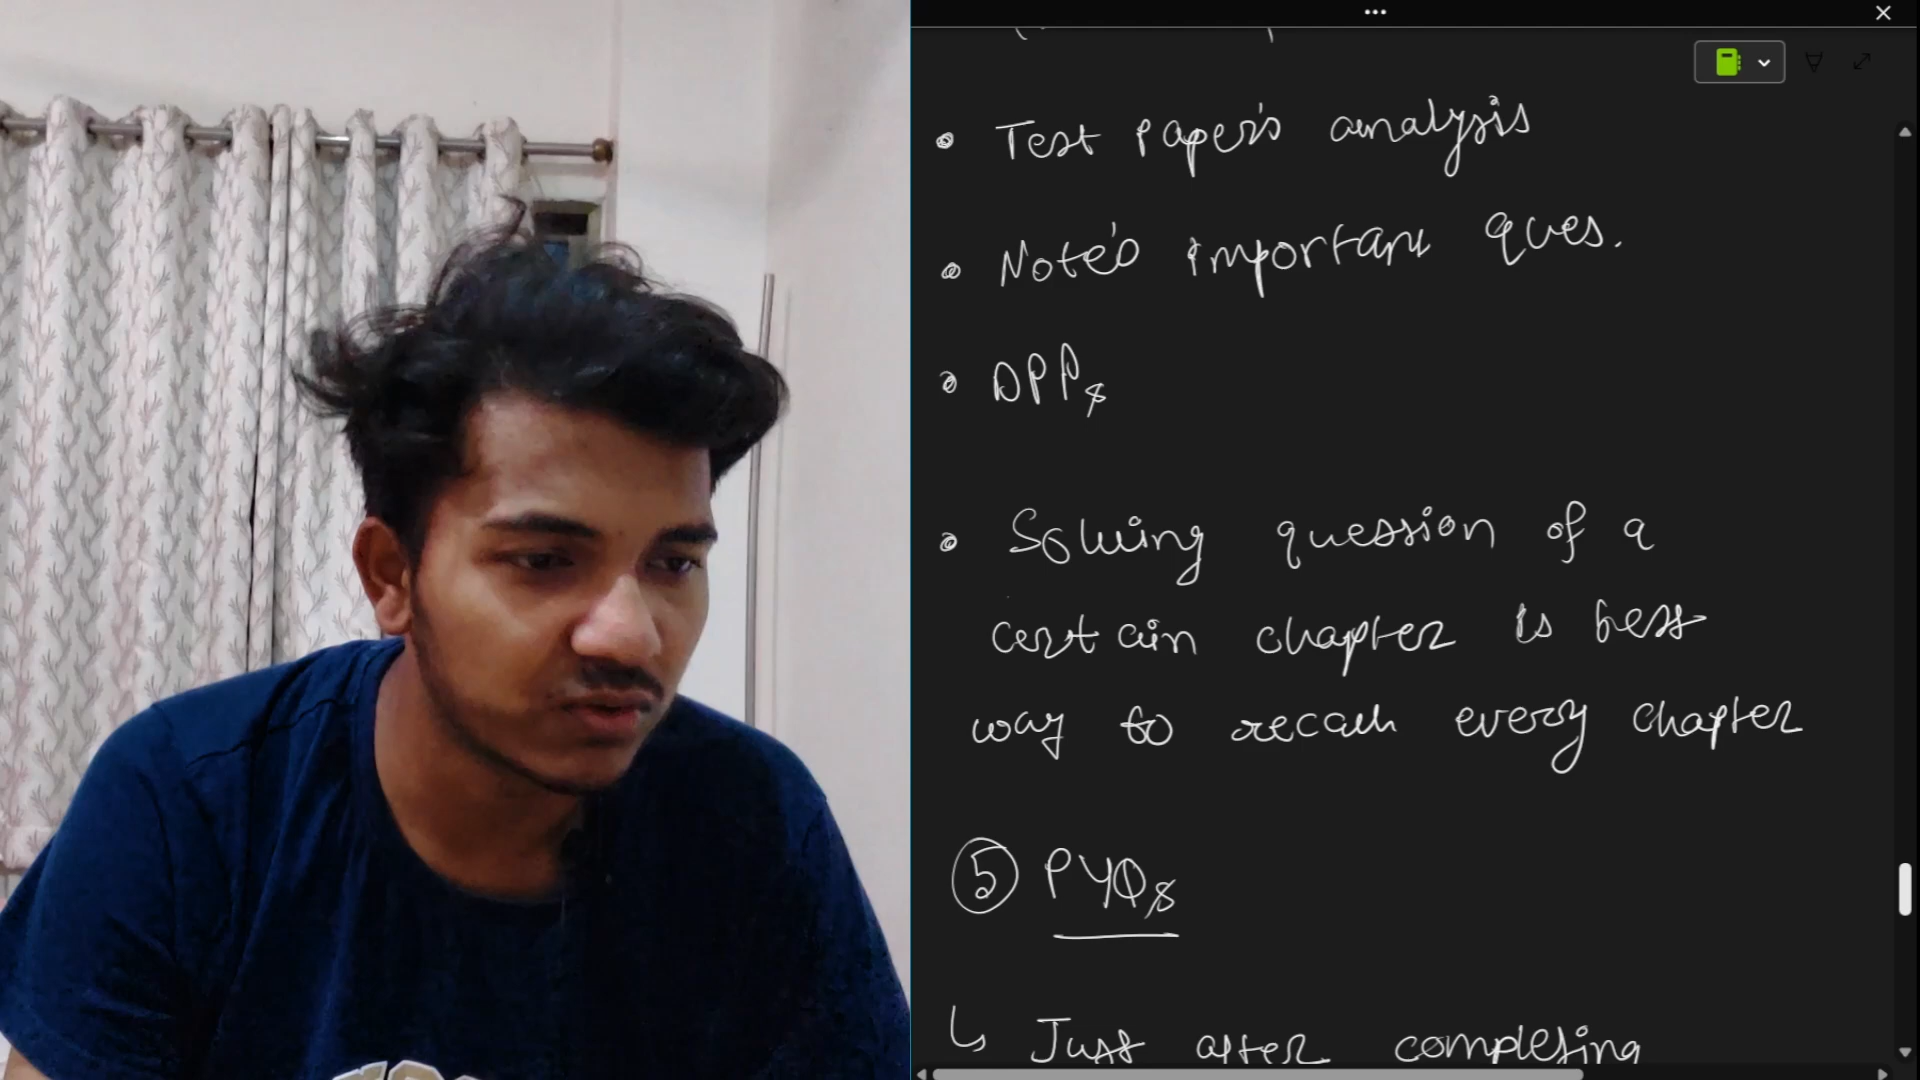 Test Paper's analysis
Note's important ques.
DPPs
Solving question of a
certain chapter is best
way to recall every chapter
5 PYQs
Just after completing